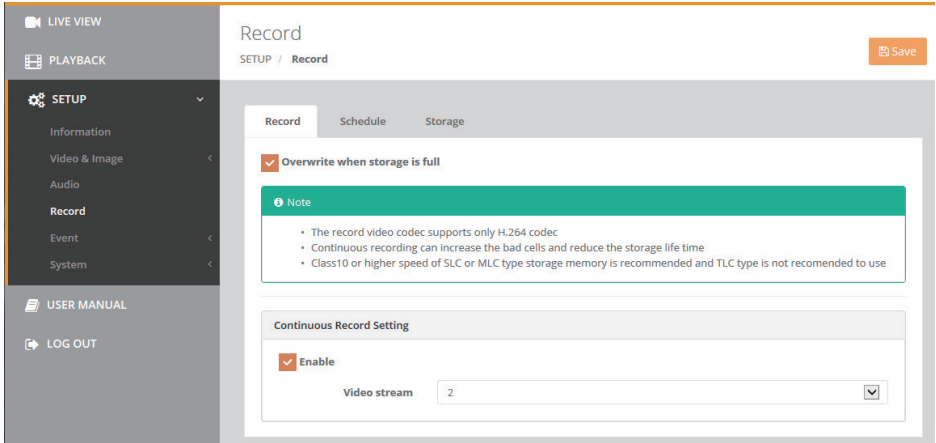 LIVE VIEW
PLAYBACK
SETUP
Information
Video & Image
Audio
Record
Event
System
USER MANUAL
LOG OUT
Record
SETUP / Record
Save
Record Schedule Storage
Overwrite when storage is full
Note
• The record video codec supports only H.264 codec
• Continuous recording can increase the bad cells and reduce the storage life time
• Class10 or higher speed of SLC or MLC type storage memory is recommended and TLC type is not recomended to use
Continuous Record Setting
Enable
Video stream 2